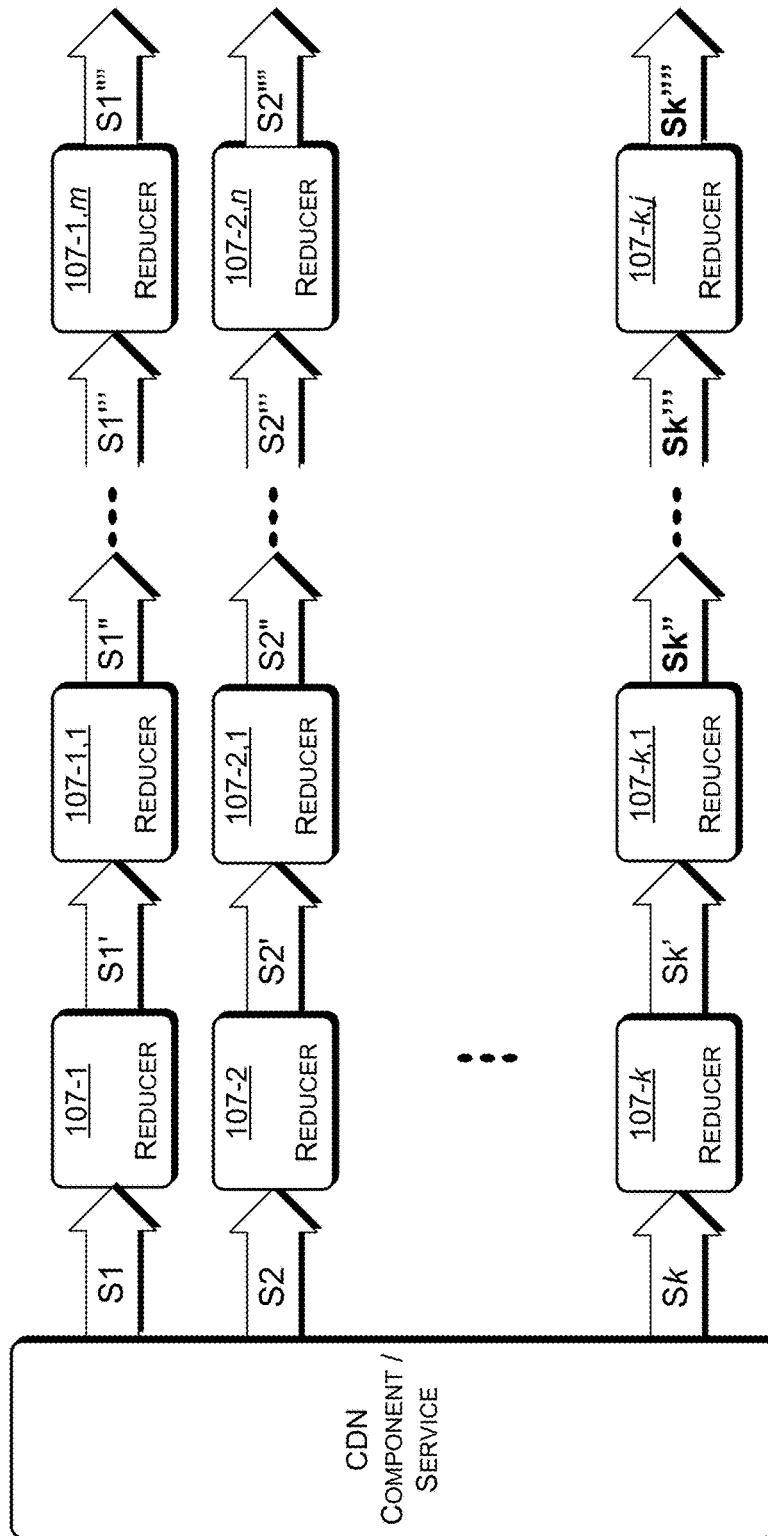 CDN
COMPONENT /
SERVICE
S1
107-1
REDUCER
S1'
107-1,1
REDUCER
S1''
•••
S1'''
107-1,m
REDUCER
S1''''
S2
107-2
REDUCER
S2'
107-2,1
REDUCER
S2''
•••
S2'''
107-2,n
REDUCER
S2''''
•••
Sk
107-k
REDUCER
Sk'
107-k,1
REDUCER
Sk''
•••
Sk'''
107-k,j
REDUCER
Sk''''